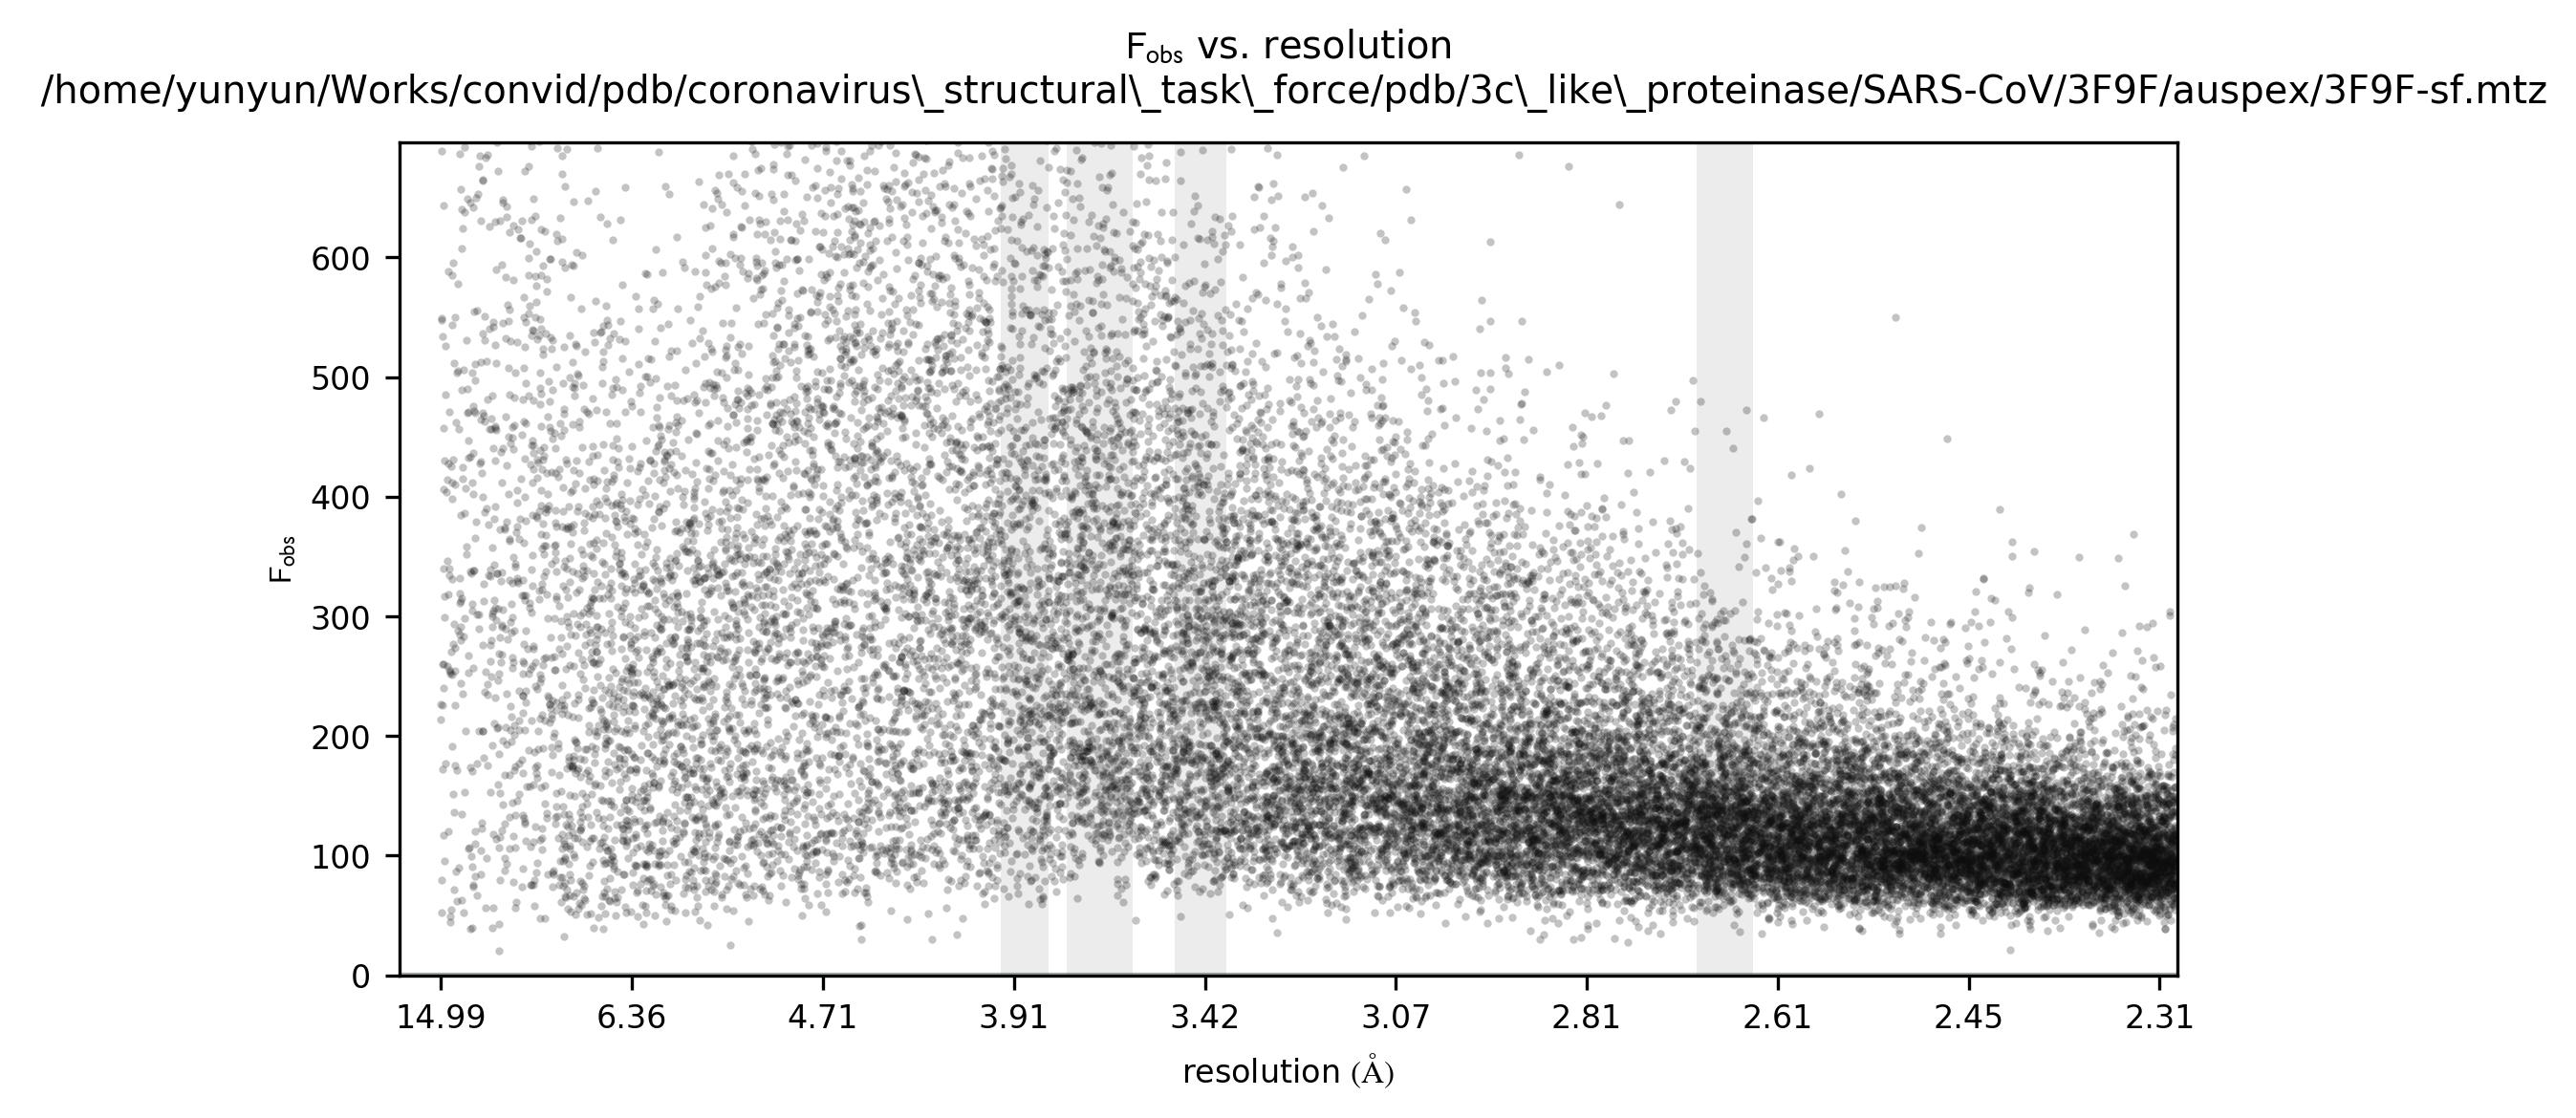 Fobs vs. resolution
/home/yunyun/Works/convid/pdb/coronavirus\_structural\_task\_force/pdb/3c\_like\_proteinase/SARS-CoV/3F9F/auspex/3F9F-sf.mtz
600
500
400
300
200
100
0
Fobs
14.99 6.36 4.71 3.91 3.42 3.07 2.81 2.61 2.45 2.31
resolution (Å)